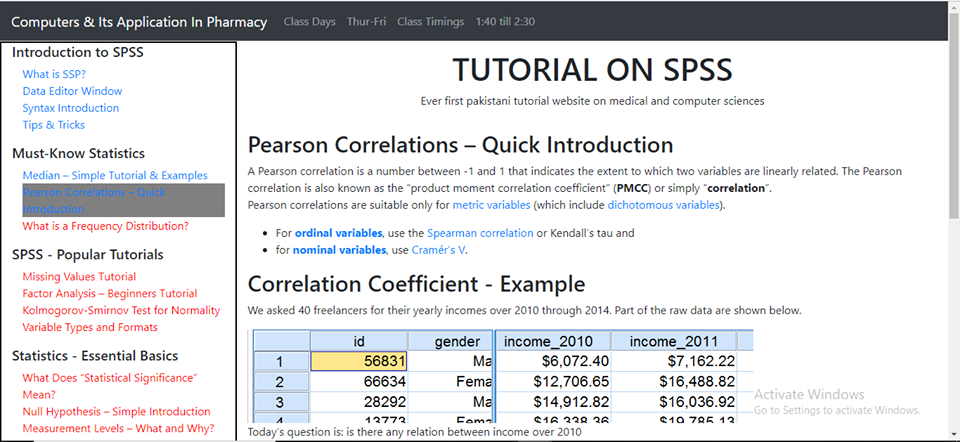 Computers & Its Application In Pharmacy Class Days Thur-Fri Class Timings 1:40 till 2:30
Introduction to SPSS
What is SSP?
Data Editor Window
Syntax Introduction
Tips & Tricks
Must-Know Statistics
Median – Simple Tutorial & Examples
Pearson Correlations – Quick
Introduction
What is a Frequency Distribution?
SPSS - Popular Tutorials
Missing Values Tutorial
Factor Analysis – Beginners Tutorial
Kolmogorov-Smirnov Test for Normality
Variable Types and Formats
Statistics - Essential Basics
What Does “Statistical Significance”
Mean?
Null Hypothesis – Simple Introduction
Measurement Levels – What and Why?
TUTORIAL ON SPSS
Ever first pakistani tutorial website on medical and computer sciences
Pearson Correlations – Quick Introduction
A Pearson correlation is a number between -1 and 1 that indicates the extent to which two variables are linearly related. The Pearson
correlation is also known as the “product moment correlation coefficient” (PMCC) or simply “correlation”.
Pearson correlations are suitable only for metric variables (which include dichotomous variables).
• For ordinal variables, use the Spearman correlation or Kendall’s tau and
• for nominal variables, use Cramér’s V.
Correlation Coefficient - Example
We asked 40 freelancers for their yearly incomes over 2010 through 2014. Part of the raw data are shown below.
id gender income_2010 income_2011
1 56831 Ma $6,072.40 $7,162.22
2 66634 Fema $12,706.65 $16,488.82
3 28292 Ma $14,912.82 $16,036.92
4 13773 Fema $16,338.36 $19,785.13
Today’s question is: is there any relation between income over 2010
Activate Windows
Go to Settings to activate Windows.